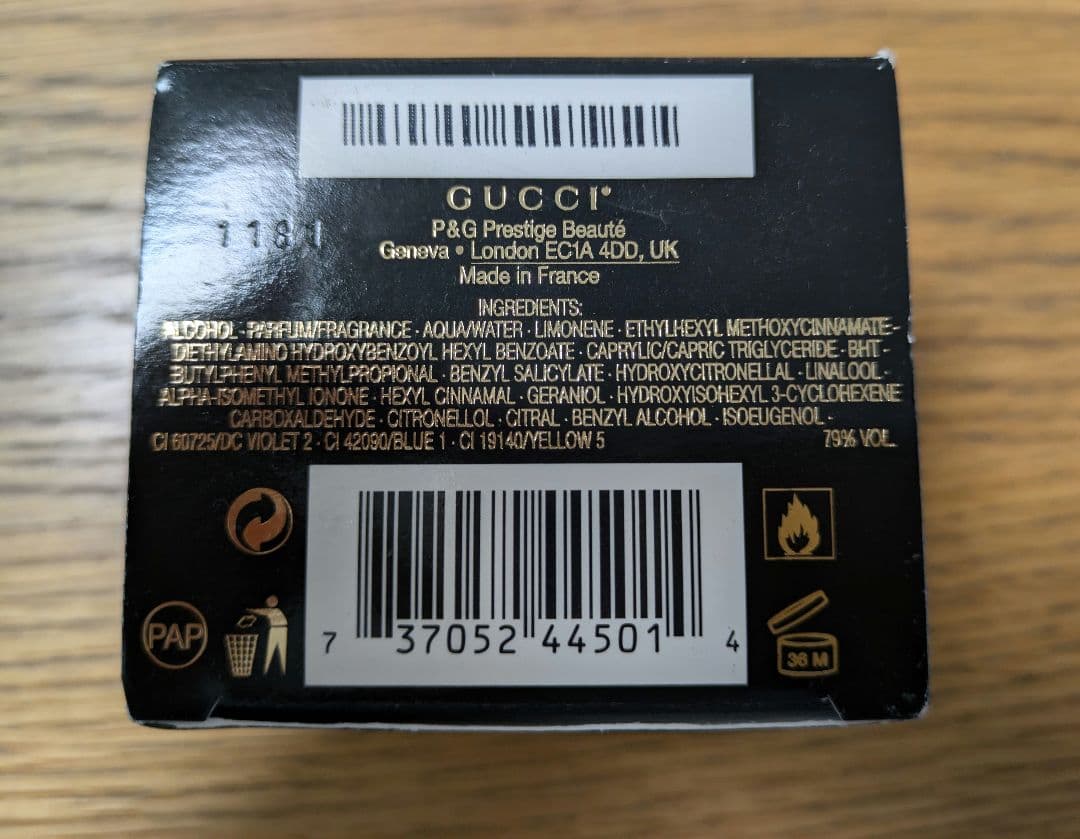 GUCCI
1181
P&G Prestige Beauté
Geneva • London EC1A 4DD, UK
Made in France
INGREDIENTS:
ALCOHOL · PARFUM/FRAGRANCE · AQUA/WATER · LIMONENE · ETHYLHEXYL METHOXYCINNAMATE ·
DIETHYLAMINO HYDROXYBENZOYL HEXYL BENZOATE · CAPRYLIC/CAPRIC TRIGLYCERIDE · BHT ·
BUTYLPHENYL METHYLPROPIONAL · BENZYL SALICYLATE · HYDROXYCITRONELLAL · LINALOOL ·
ALPHA-ISOMETHYL IONONE · HEXYL CINNAMAL · GERANIOL · HYDROXYISOHEXYL 3-CYCLOHEXENE
CARBOXALDEHYDE · CITRONELLOL · CITRAL · BENZYL ALCOHOL · ISOEUGENOL ·
CI 60725/DC VIOLET 2 · CI 42090/BLUE 1 · CI 19140/YELLOW 5 79% VOL.
7 37052 44501 4
PAP
36 M